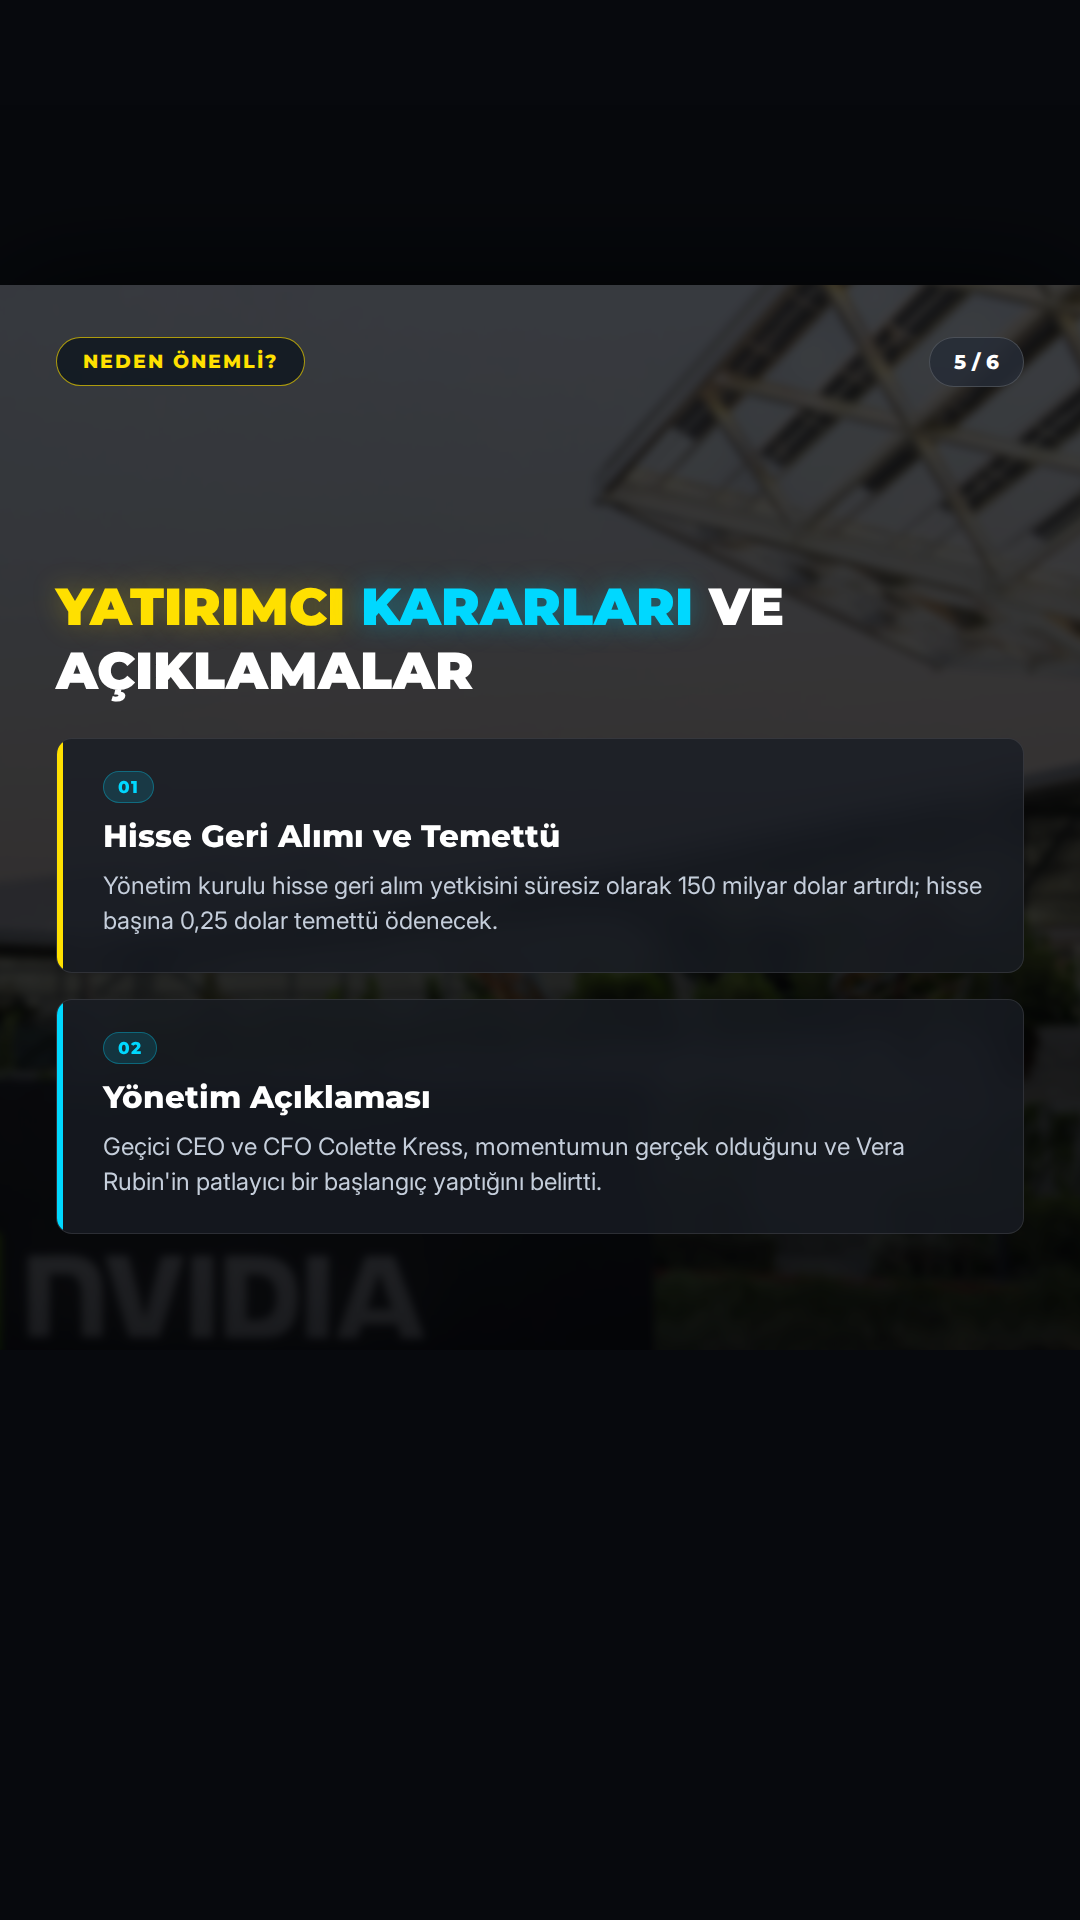 NEDEN ÖNEMLİ?
5 / 6
YATIRIMCI KARARLARI VE
AÇIKLAMALAR
01
Hisse Geri Alımı ve Temettü
Yönetim kurulu hisse geri alım yetkisini süresiz olarak 150 milyar dolar artırdı; hisse
başına 0,25 dolar temettü ödenecek.
02
Yönetim Açıklaması
Geçici CEO ve CFO Colette Kress, momentumun gerçek olduğunu ve Vera
Rubin'in patlayıcı bir başlangıç yaptığını belirtti.
NVIDIA